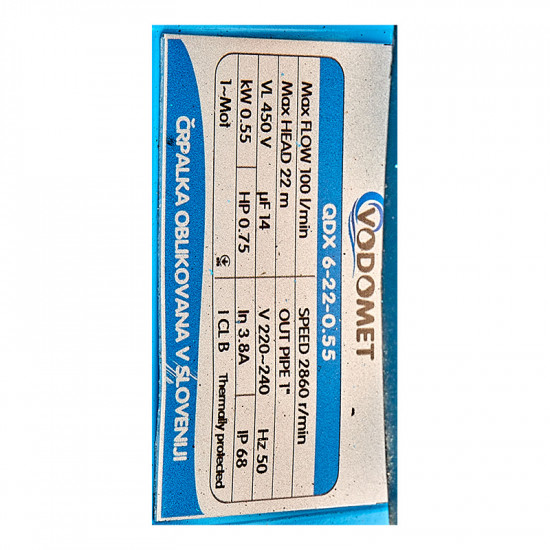 VODOMET
QDX 6-22-0.55
Max FLOW 100 l/min SPEED 2860 r/min
Max HEAD 22 m OUT PIPE 1"
VL 450 V µF 14 V 220~240 Hz 50
kW 0.55 HP 0.75 In 3.8A IP 68
1~Mot I CL B Thermally protected
ČRPALKA OBLIKOVANA V SLOVENIJI